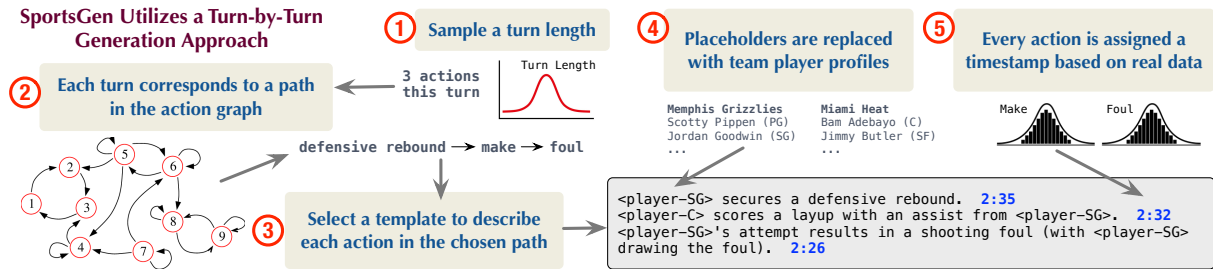 SportsGen Utilizes a Turn-by-Turn
Generation Approach
1
Sample a turn length
3 actions
this turn
Turn Length
2
Each turn corresponds to a path
in the action graph
1
2
3
4
5
6
7
8
9
defensive rebound → make → foul
3
Select a template to describe
each action in the chosen path
4
Placeholders are replaced
with team player profiles
Memphis Grizzlies
Scotty Pippen (PG)
Jordan Goodwin (SG)
...
Miami Heat
Bam Adebayo (C)
Jimmy Butler (SF)
...
5
Every action is assigned a
timestamp based on real data
Make
Foul
<player-SG> secures a defensive rebound. 2:35
<player-C> scores a layup with an assist from <player-SG>. 2:32
<player-SG>'s attempt results in a shooting foul (with <player-SG>
drawing the foul). 2:26